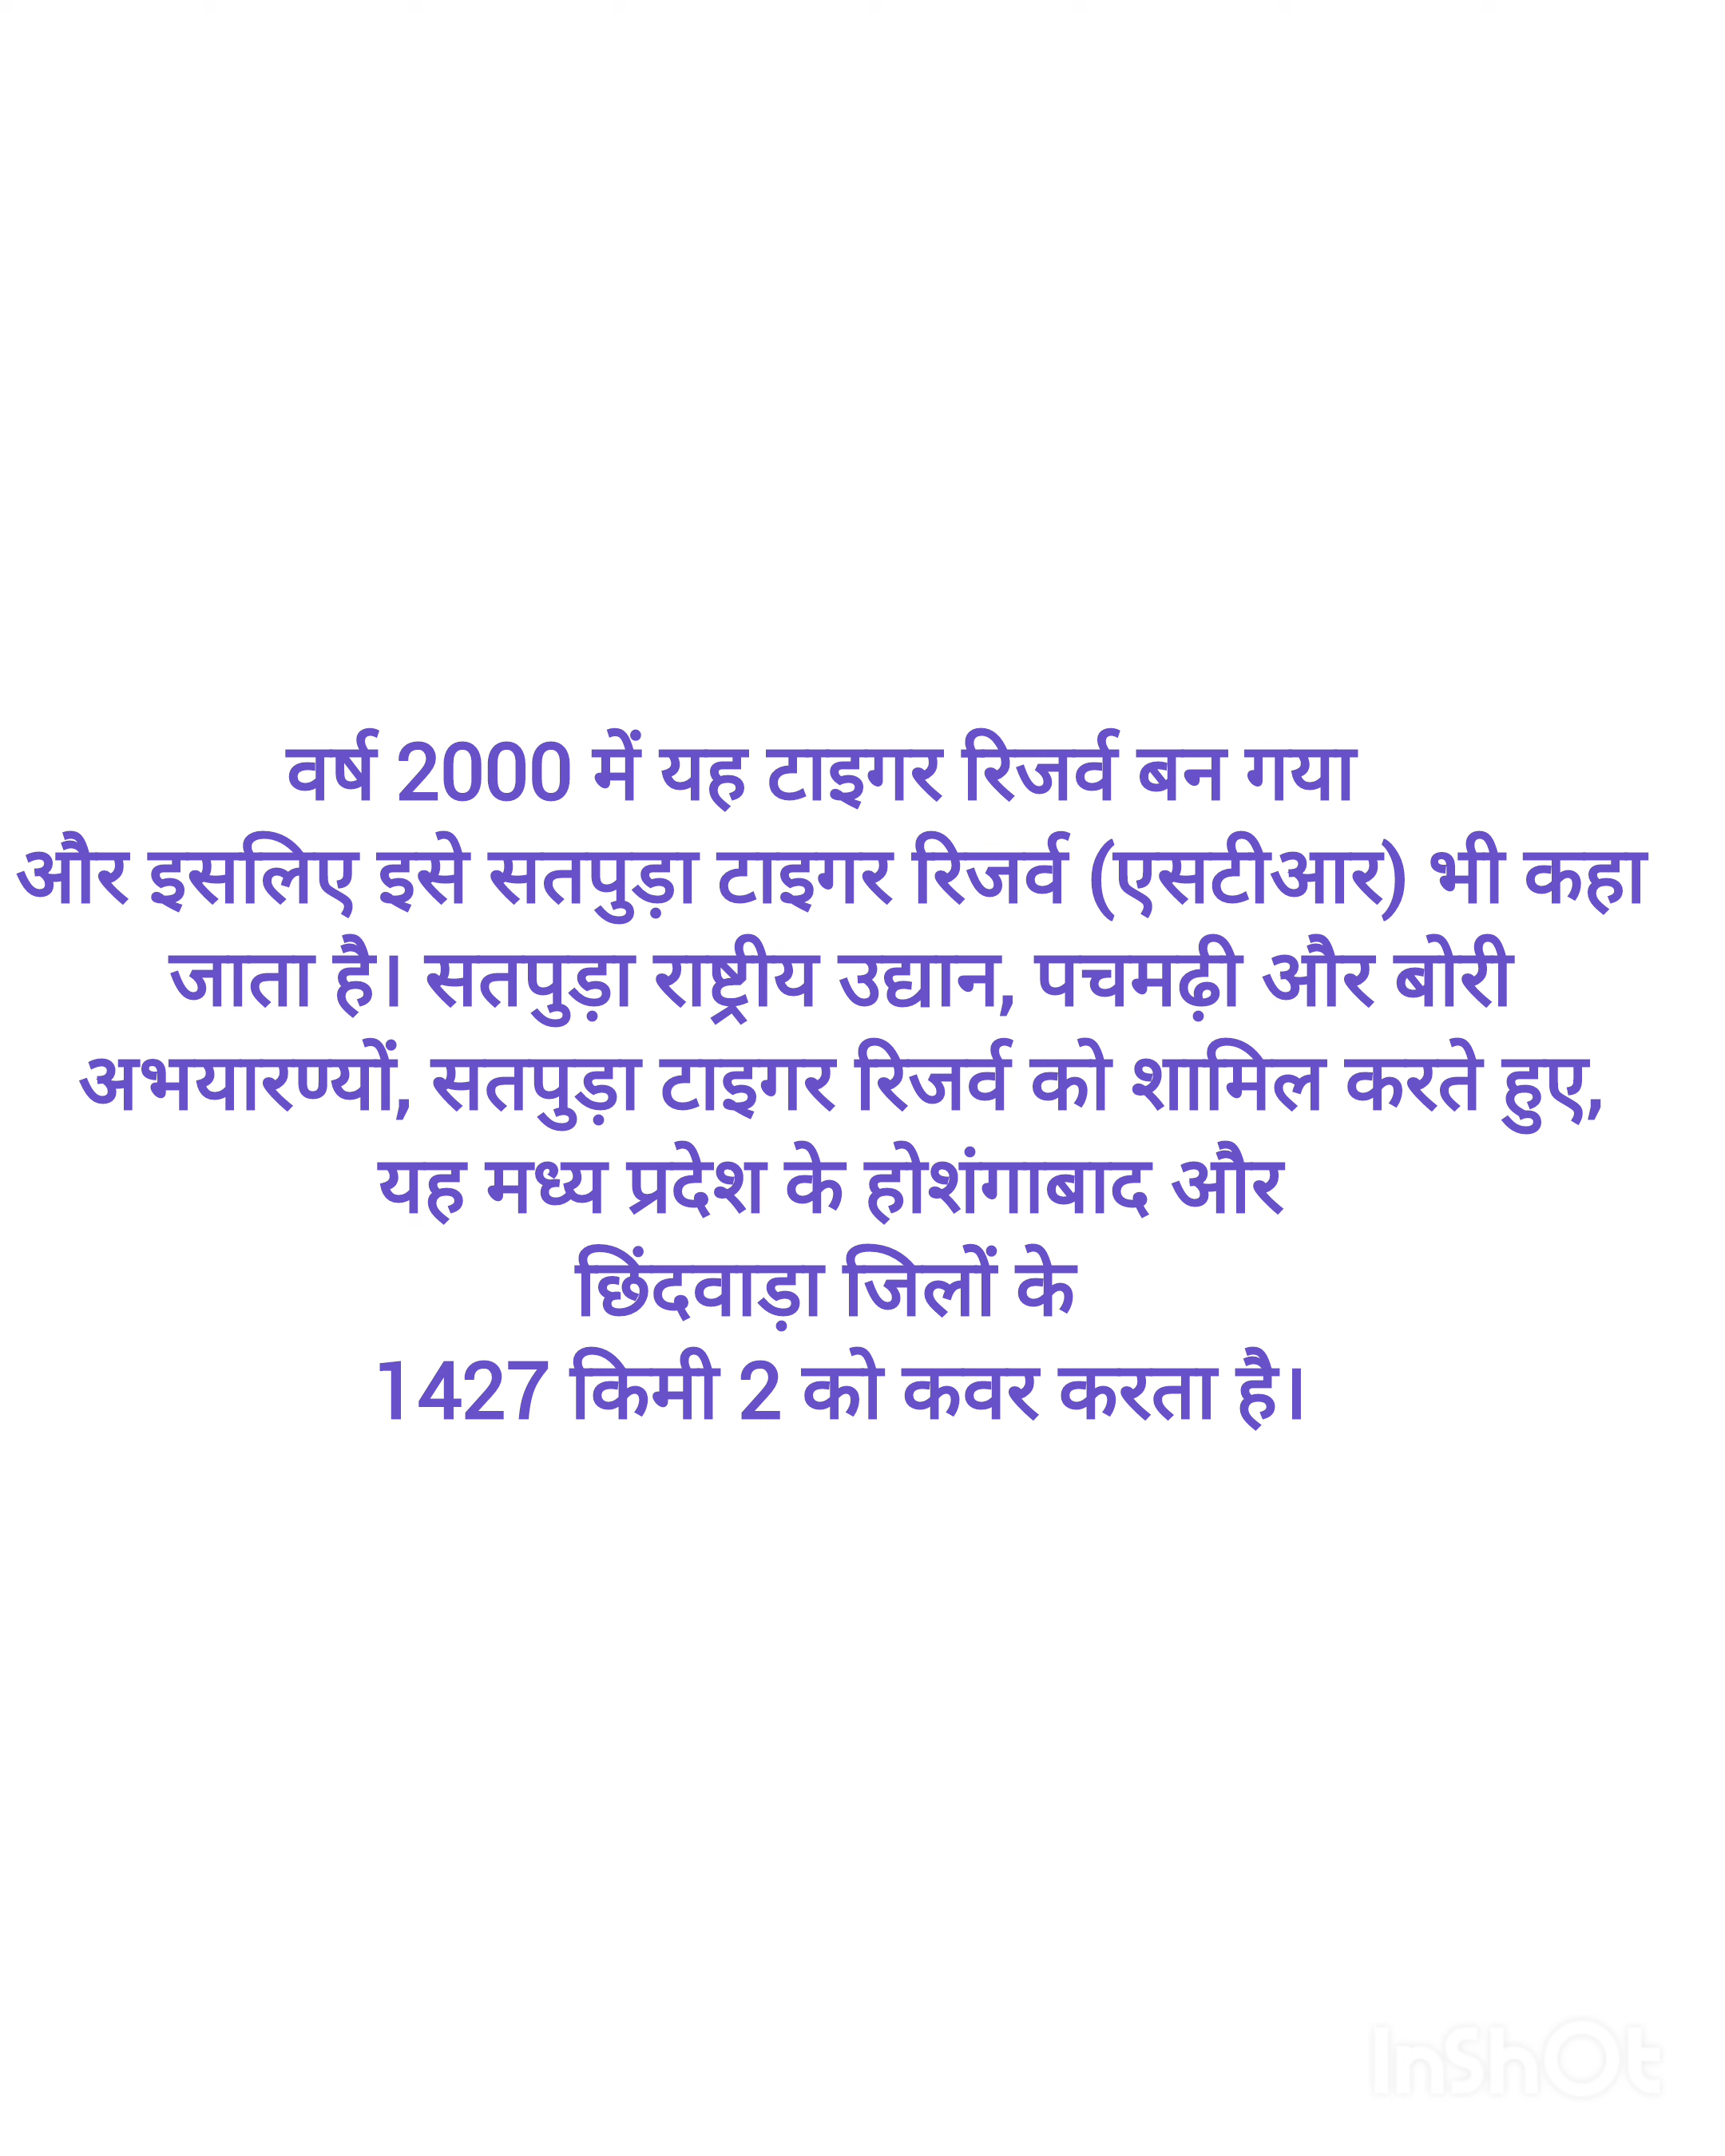 वर्ष 2000 में यह टाइगर रिजर्व बन गया
और इसलिए इसे सतपुड़ा टाइगर रिजर्व (एसटीआर) भी कहा
जाता है। सतपुड़ा राष्ट्रीय उद्यान, पचमढ़ी और बोरी
अभयारण्यों, सतपुड़ा टाइगर रिजर्व को शामिल करते हुए,
यह मध्य प्रदेश के होशंगाबाद और
छिंदवाड़ा जिलों के
1427 किमी 2 को कवर करता है।
InShOt